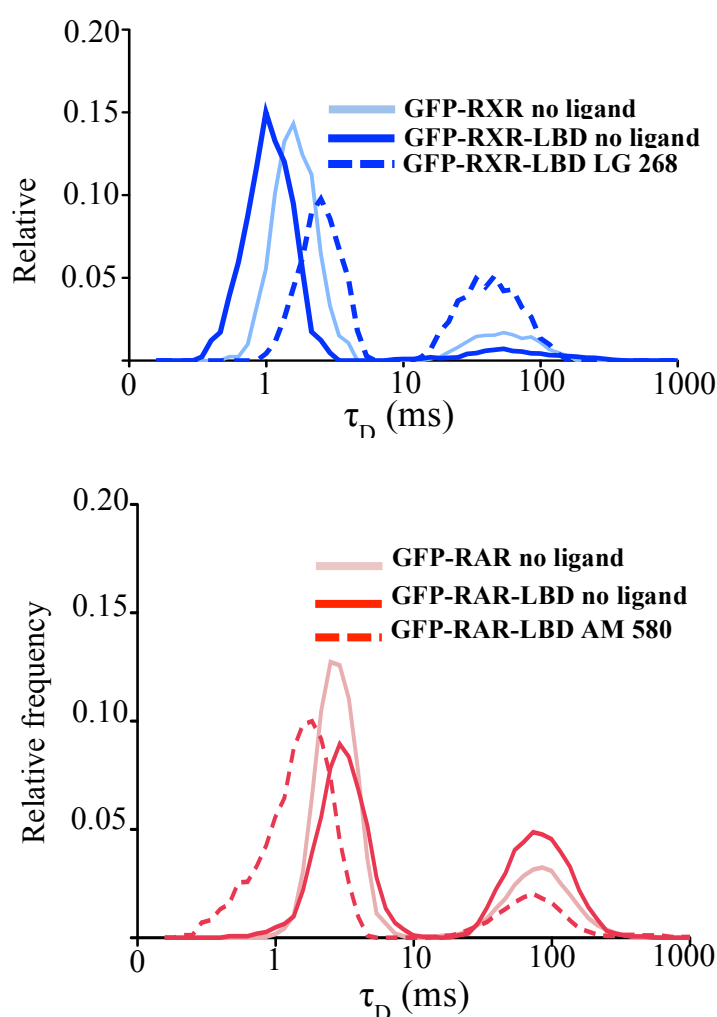 0.20
GFP-RXR no ligand
0.15
GFP-RXR-LBD no ligand
GFP-RXR-LBD LG 268
0.10
0.05
Relative
0 1 10 100 1000
τD (ms)
0.20
GFP-RAR no ligand
GFP-RAR-LBD no ligand
0.15
GFP-RAR-LBD AM 580
0.10
0.05
Relative frequency
0 1 10 100 1000
τD (ms)